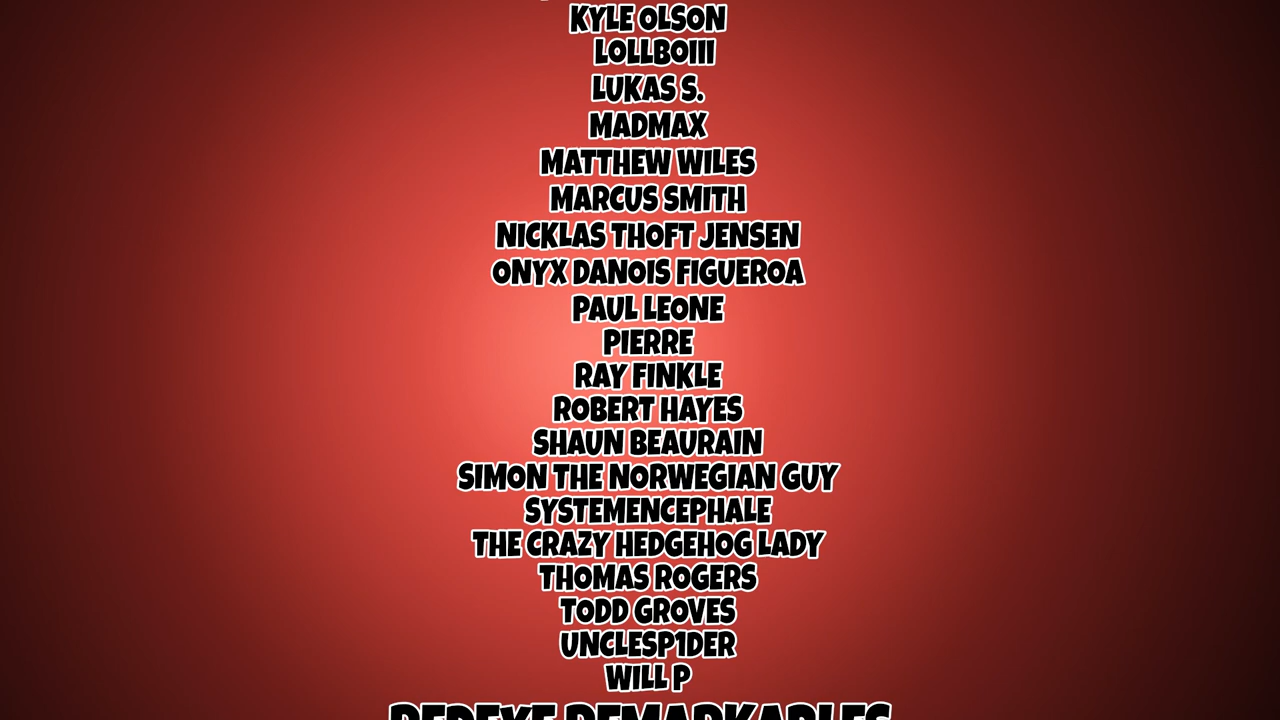 KYLE OLSON
LOLLBOIII
LUKAS S.
MADMAX
MATTHEW WILES
MARCUS SMITH
NICKLAS THOFT JENSEN
ONYX DANOIS FIGUEROA
PAUL LEONE
PIERRE
RAY FINKLE
ROBERT HAYES
SHAUN BEAURAIN
SIMON THE NORWEGIAN GUY
SYSTEMENCEPHALE
THE CRAZY HEDGEHOG LADY
THOMAS ROGERS
TODD GROVES
UNCLESP1DER
WILL P
REDEYE REMARKABLES